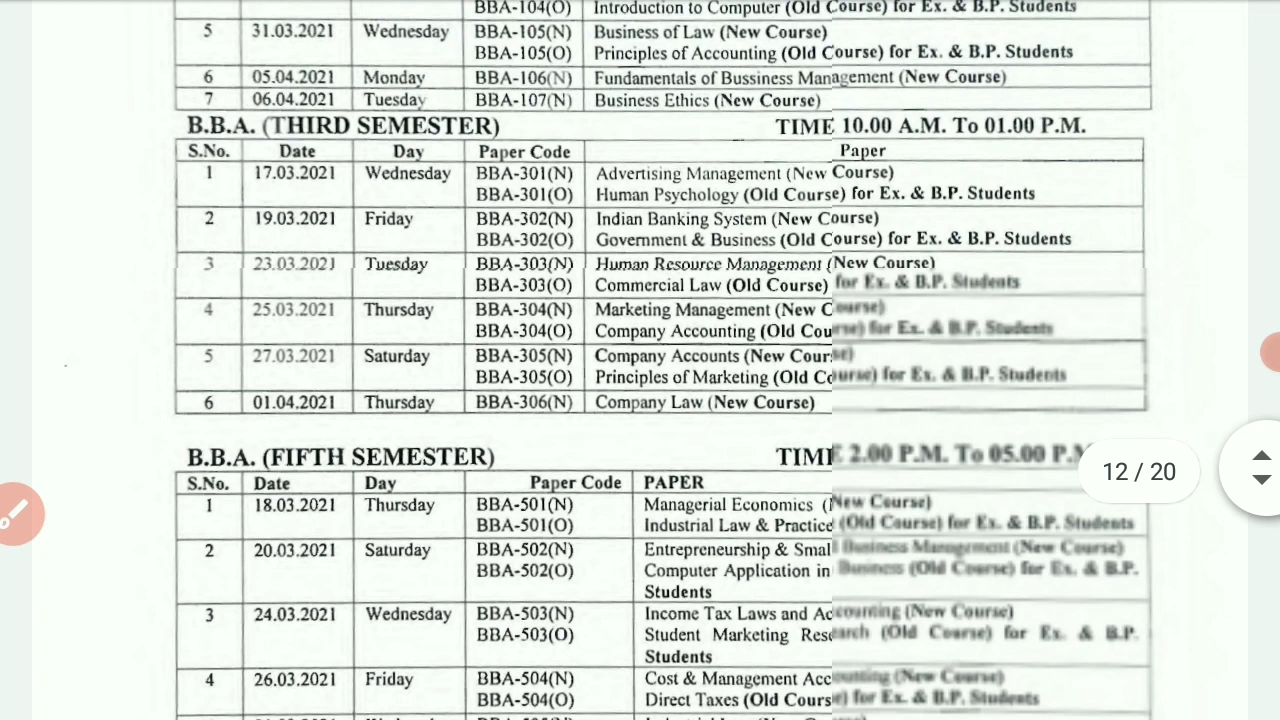 BBA-104(O) Introduction to Computer (Old Course) for Ex. & B.P. Students
5 31.03.2021 Wednesday BBA-105(N) Business of Law (New Course)
BBA-105(O) Principles of Accounting (Old Course) for Ex. & B.P. Students
6 05.04.2021 Monday BBA-106(N) Fundamentals of Bussiness Management (New Course)
7 06.04.2021 Tuesday BBA-107(N) Business Ethics (New Course)
B.B.A. (THIRD SEMESTER) TIME 10.00 A.M. To 01.00 P.M.
S.No. Date Day Paper Code Paper
1 17.03.2021 Wednesday BBA-301(N) Advertising Management (New Course)
BBA-301(O) Human Psychology (Old Course) for Ex. & B.P. Students
2 19.03.2021 Friday BBA-302(N) Indian Banking System (New Course)
BBA-302(O) Government & Business (Old Course) for Ex. & B.P. Students
3 23.03.2021 Tuesday BBA-303(N) Human Resource Management (New Course)
BBA-303(O) Commercial Law (Old Course) for Ex. & B.P. Students
4 25.03.2021 Thursday BBA-304(N) Marketing Management (New Course)
BBA-304(O) Company Accounting (Old Course) for Ex. & B.P. Students
5 27.03.2021 Saturday BBA-305(N) Company Accounts (New Course)
BBA-305(O) Principles of Marketing (Old Course) for Ex. & B.P. Students
6 01.04.2021 Thursday BBA-306(N) Company Law (New Course)
B.B.A. (FIFTH SEMESTER) TIME 2.00 P.M. To 05.00 P.M
12 / 20
S.No. Date Day Paper Code PAPER
1 18.03.2021 Thursday BBA-501(N) Managerial Economics (New Course)
BBA-501(O) Industrial Law & Practice (Old Course) for Ex. & B.P. Students
2 20.03.2021 Saturday BBA-502(N) Entrepreneurship & Small Business Management (New Course)
BBA-502(O) Computer Application in Business (Old Course) for Ex. & B.P.
Students
3 24.03.2021 Wednesday BBA-503(N) Income Tax Laws and Accounting (New Course)
BBA-503(O) Student Marketing Research (Old Course) for Ex. & B.P.
Students
4 26.03.2021 Friday BBA-504(N) Cost & Management Accounting (New Course)
BBA-504(O) Direct Taxes (Old Course) for Ex. & B.P. Students